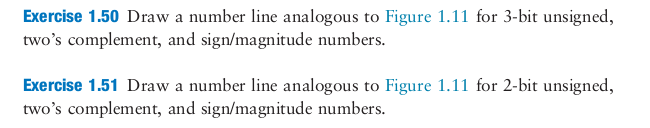 Exercise 1.50 Draw a number line analogous to Figure 1.11 for 3-bit unsigned,
two's complement, and sign/magnitude numbers.
Exercise 1.51 Draw a number line analogous to Figure 1.11 for 2-bit unsigned,
two's complement, and sign/magnitude numbers.